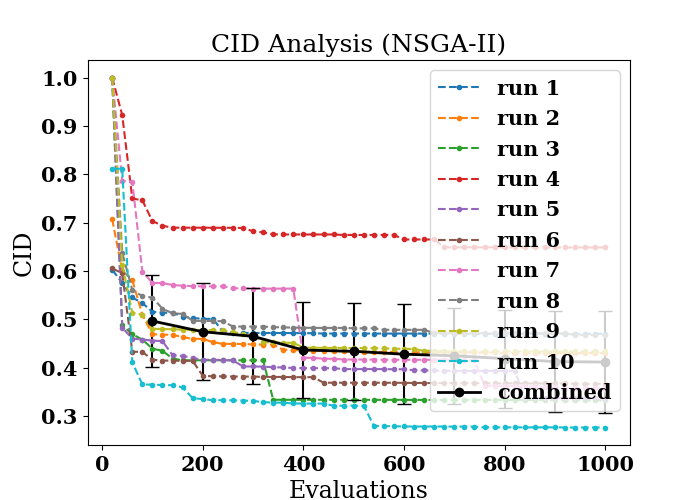 CID Analysis (NSGA-II)
1.0
0.9
0.8
0.7
0.6
0.5
0.4
0.3
CID
run 1
run 2
run 3
run 4
run 5
run 6
run 7
run 8
run 9
run 10
combined
0 200 400 600 800 1000
Evaluations